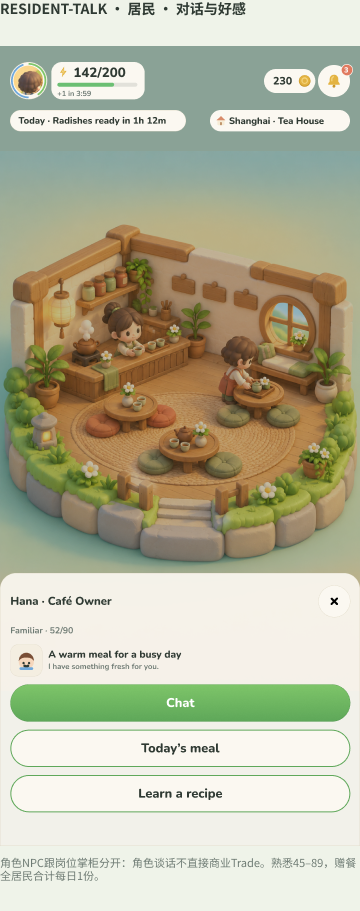 RESIDENT-TALK · 居民 · 对话与好感
142/200
+1 in 3:59
230
3
Today · Radishes ready in 1h 12m
Shanghai · Tea House
Hana · Café Owner
Familiar · 52/90
A warm meal for a busy day
I have something fresh for you.
Chat
Today's meal
Learn a recipe
角色NPC跟岗位掌柜分开：角色谈话不直接商业Trade。熟悉45–89，赠餐
全居民合计每日1份。